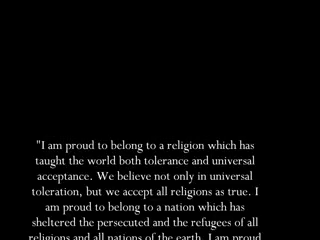 "I am proud to belong to a religion which has
taught the world both tolerance and universal
acceptance. We believe not only in universal
toleration, but we accept all religions as true. I
am proud to belong to a nation which has
sheltered the persecuted and the refugees of all
religions and all nations of the earth. I am proud